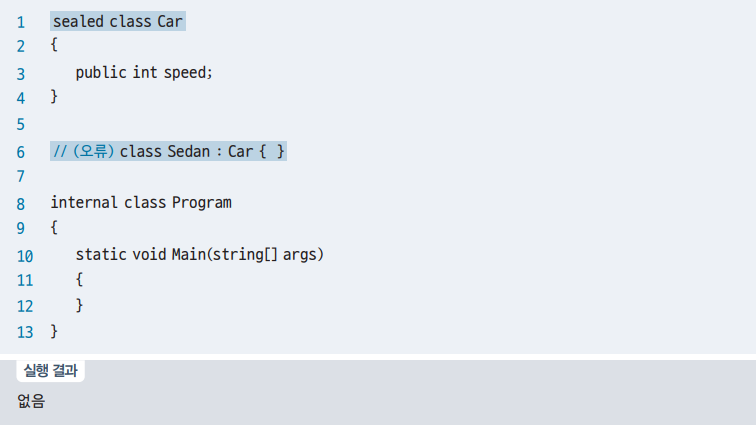 1 sealed class Car
2 {
3 public int speed;
4 }
5
6 // (오류) class Sedan : Car { }
7
8 internal class Program
9 {
10 static void Main(string[] args)
11 {
12 }
13 }
실행 결과
없음